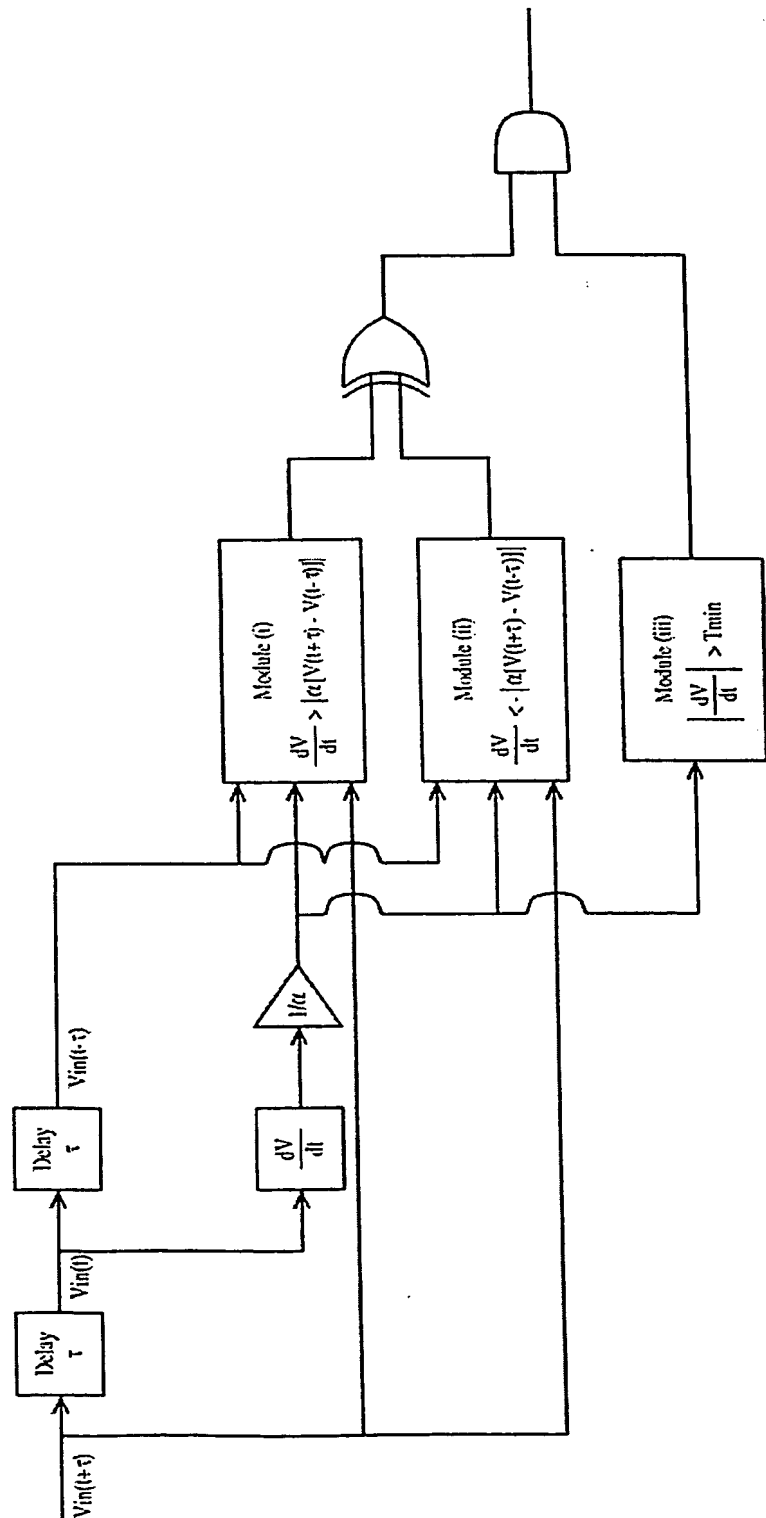 Vin(t+τ)
Delay
τ
Vin(t)
Delay
τ
Vin(t-τ)
dV
dt
1/α
Module (i)
dV
dt > |α[V(t+τ) - V(t-τ)]|
Module (ii)
dV
dt < -|α[V(t+τ) - V(t-τ)]|
Module (iii)
|dV
dt| > Tmin